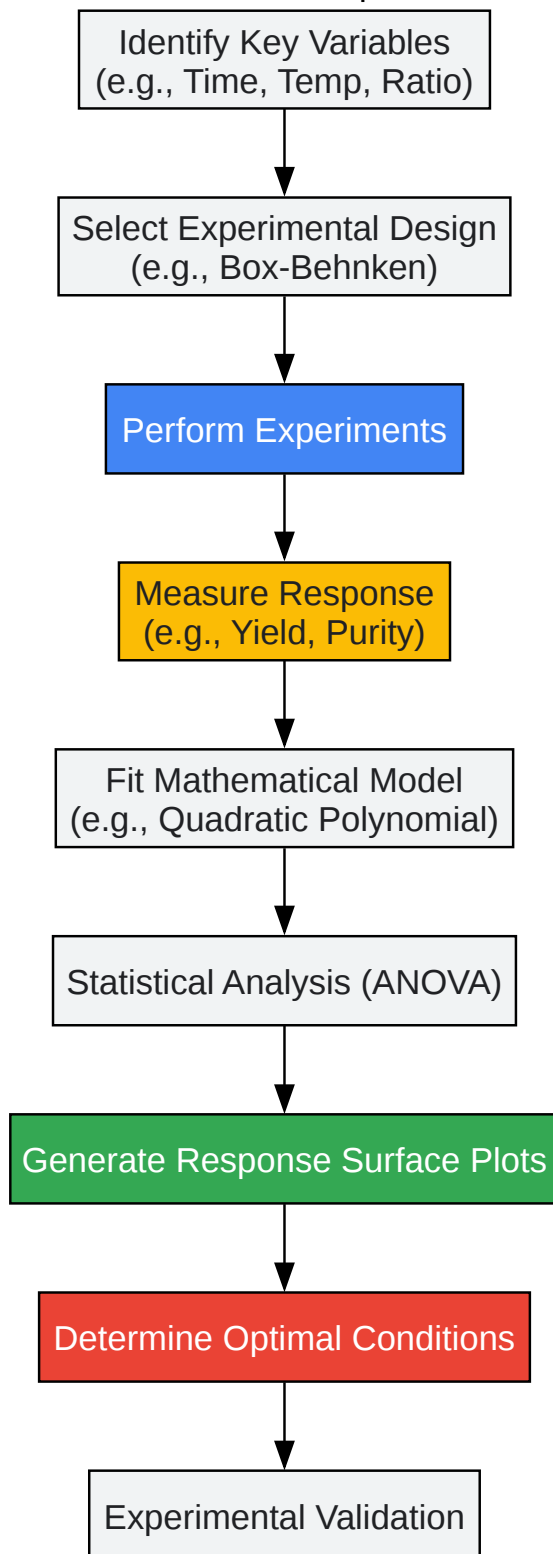 Identify Key Variables
(e.g., Time, Temp, Ratio)
Select Experimental Design
(e.g., Box-Behnken)
Perform Experiments
Measure Response
(e.g., Yield, Purity)
Fit Mathematical Model
(e.g., Quadratic Polynomial)
Statistical Analysis (ANOVA)
Generate Response Surface Plots
Determine Optimal Conditions
Experimental Validation